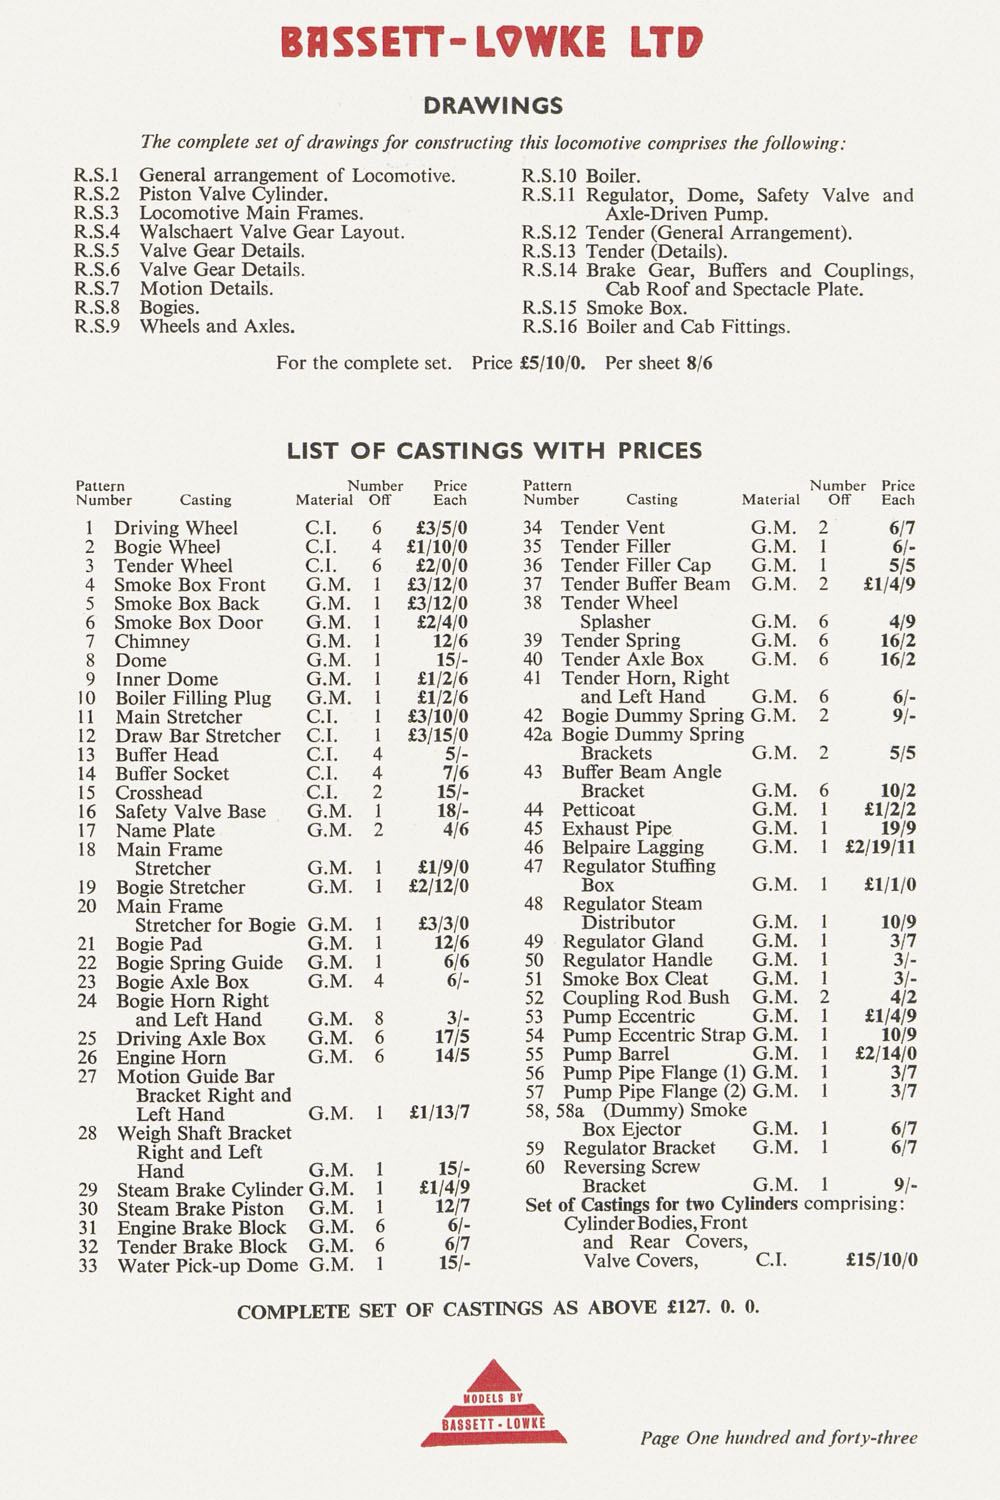 BASSETT-LOWKE LTD
DRAWINGS
The complete set of drawings for constructing this locomotive comprises the following:
R.S.1 General arrangement of Locomotive.
R.S.2 Piston Valve Cylinder.
R.S.3 Locomotive Main Frames.
R.S.4 Walschaert Valve Gear Layout.
R.S.5 Valve Gear Details.
R.S.6 Valve Gear Details.
R.S.7 Motion Details.
R.S.8 Bogies.
R.S.9 Wheels and Axles.
R.S.10 Boiler.
R.S.11 Regulator, Dome, Safety Valve and
Axle-Driven Pump.
R.S.12 Tender (General Arrangement).
R.S.13 Tender (Details).
R.S.14 Brake Gear, Buffers and Couplings,
Cab Roof and Spectacle Plate.
R.S.15 Smoke Box.
R.S.16 Boiler and Cab Fittings.
For the complete set. Price £5/10/0. Per sheet 8/6
LIST OF CASTINGS WITH PRICES
Pattern Number Price
Number Casting Material Off Each
1 Driving Wheel C.I. 6 £3/5/0
2 Bogie Wheel C.I. 4 £1/10/0
3 Tender Wheel C.I. 6 £2/0/0
4 Smoke Box Front G.M. 1 £3/12/0
5 Smoke Box Back G.M. 1 £3/12/0
6 Smoke Box Door G.M. 1 £2/4/0
7 Chimney G.M. 1 12/6
8 Dome G.M. 1 15/-
9 Inner Dome G.M. 1 £1/2/6
10 Boiler Filling Plug G.M. 1 £1/2/6
11 Main Stretcher C.I. 1 £3/10/0
12 Draw Bar Stretcher C.I. 1 £3/15/0
13 Buffer Head C.I. 4 5/-
14 Buffer Socket C.I. 4 7/6
15 Crosshead C.I. 2 15/-
16 Safety Valve Base G.M. 1 18/-
17 Name Plate G.M. 2 4/6
18 Main Frame
Stretcher G.M. 1 £1/9/0
19 Bogie Stretcher G.M. 1 £2/12/0
20 Main Frame
Stretcher for Bogie G.M. 1 £3/3/0
21 Bogie Pad G.M. 1 12/6
22 Bogie Spring Guide G.M. 1 6/6
23 Bogie Axle Box G.M. 4 6/-
24 Bogie Horn Right
and Left Hand G.M. 8 3/-
25 Driving Axle Box G.M. 6 17/5
26 Engine Horn G.M. 6 14/5
27 Motion Guide Bar
Bracket Right and
Left Hand G.M. 1 £1/13/7
28 Weigh Shaft Bracket
Right and Left
Hand G.M. 1 15/-
29 Steam Brake Cylinder G.M. 1 £1/4/9
30 Steam Brake Piston G.M. 1 12/7
31 Engine Brake Block G.M. 6 6/-
32 Tender Brake Block G.M. 6 6/7
33 Water Pick-up Dome G.M. 1 15/-
Pattern Number Price
Number Casting Material Off Each
34 Tender Vent G.M. 2 6/7
35 Tender Filler G.M. 1 6/-
36 Tender Filler Cap G.M. 1 5/5
37 Tender Buffer Beam G.M. 2 £1/4/9
38 Tender Wheel
Splasher G.M. 6 4/9
39 Tender Spring G.M. 6 16/2
40 Tender Axle Box G.M. 6 16/2
41 Tender Horn, Right
and Left Hand G.M. 6 6/-
42 Bogie Dummy Spring G.M. 2 9/-
42a Bogie Dummy Spring
Brackets G.M. 2 5/5
43 Buffer Beam Angle
Bracket G.M. 6 10/2
44 Petticoat G.M. 1 £1/2/2
45 Exhaust Pipe G.M. 1 19/9
46 Belpaire Lagging G.M. 1 £2/19/11
47 Regulator Stuffing
Box G.M. 1 £1/1/0
48 Regulator Steam
Distributor G.M. 1 10/9
49 Regulator Gland G.M. 1 3/7
50 Regulator Handle G.M. 1 3/-
51 Smoke Box Cleat G.M. 1 3/-
52 Coupling Rod Bush G.M. 2 4/2
53 Pump Eccentric G.M. 1 £1/4/9
54 Pump Eccentric Strap G.M. 1 10/9
55 Pump Barrel G.M. 1 £2/14/0
56 Pump Pipe Flange (1) G.M. 1 3/7
57 Pump Pipe Flange (2) G.M. 1 3/7
58, 58a (Dummy) Smoke
Box Ejector G.M. 1 6/7
59 Regulator Bracket G.M. 1 6/7
60 Reversing Screw
Bracket G.M. 1 9/-
Set of Castings for two Cylinders comprising:
Cylinder Bodies, Front
and Rear Covers,
Valve Covers, C.I. £15/10/0
COMPLETE SET OF CASTINGS AS ABOVE £127. 0. 0.
MODELS BY
BASSETT-LOWKE
Page One hundred and forty-three